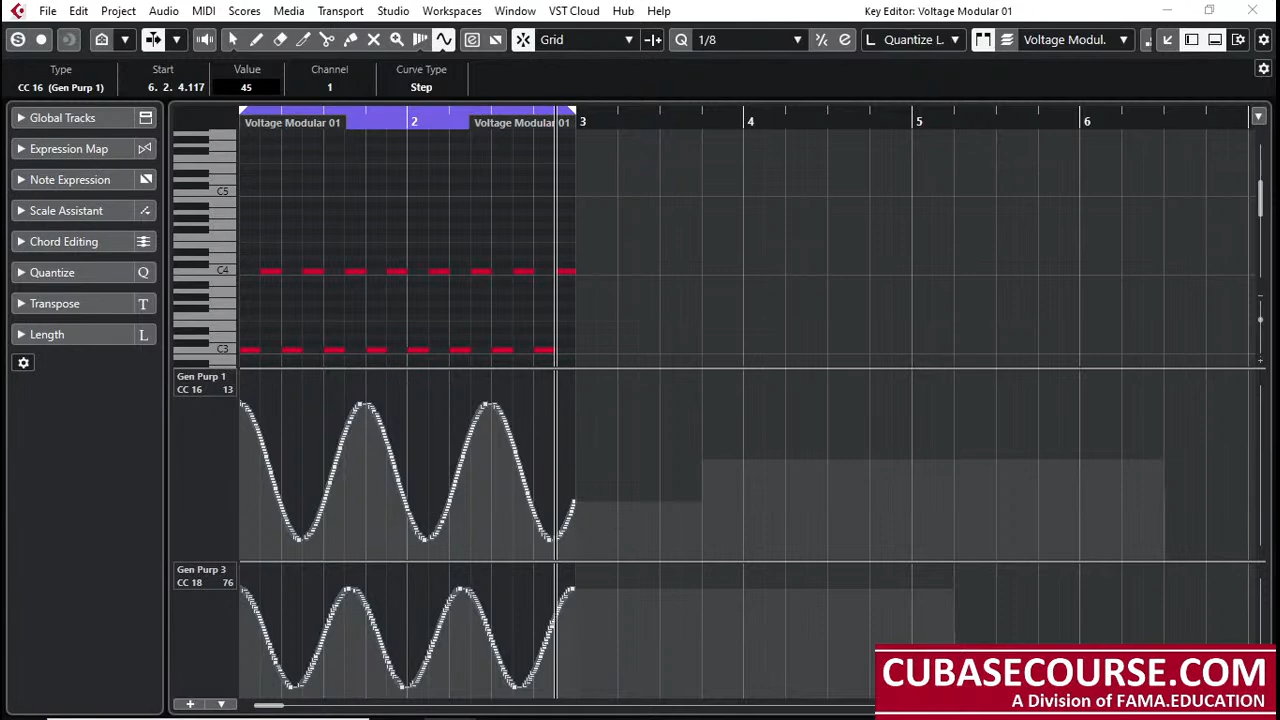 File Edit Project Audio MIDI Scores Media Transport Studio Workspaces Window VST Cloud Hub Help Key Editor: Voltage Modular 01
S Grid Q 1/8 L Quantize L. Voltage Modul.
Type Start Value Channel Curve Type
CC 16 (Gen Purp 1) 6. 2. 4.117 45 1 Step
Global Tracks
Expression Map
Note Expression
Scale Assistant
Chord Editing
Quantize Q
Transpose T
Length L
2 3 4 5 6
Voltage Modular 01 Voltage Modular 01
C5
C4
C3
Gen Purp 1
CC 16 13
Gen Purp 3
CC 18 76
CUBASECOURSE.COM
A Division of FAMA.EDUCATION